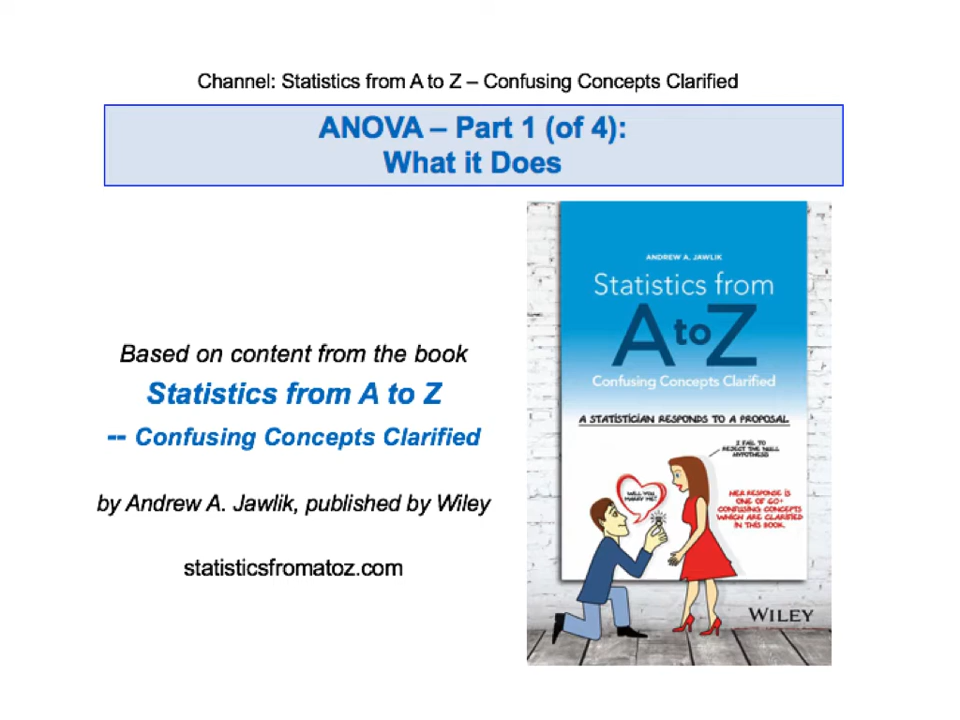 Channel: Statistics from A to Z – Confusing Concepts Clarified
ANOVA – Part 1 (of 4):
What it Does
Based on content from the book
Statistics from A to Z
-- Confusing Concepts Clarified
by Andrew A. Jawlik, published by Wiley
statisticsfromatoz.com
ANDREW A. JAWLIK
Statistics from
A to Z
Confusing Concepts Clarified
A STATISTICIAN RESPONDS TO A PROPOSAL
I FAIL TO
REJECT THE NULL
HYPOTHESIS
WILL YOU
MARRY ME?
HER RESPONSE IS
ONE OF 60+
CONFUSING CONCEPTS
WHICH ARE CLARIFIED
IN THIS BOOK.
WILEY